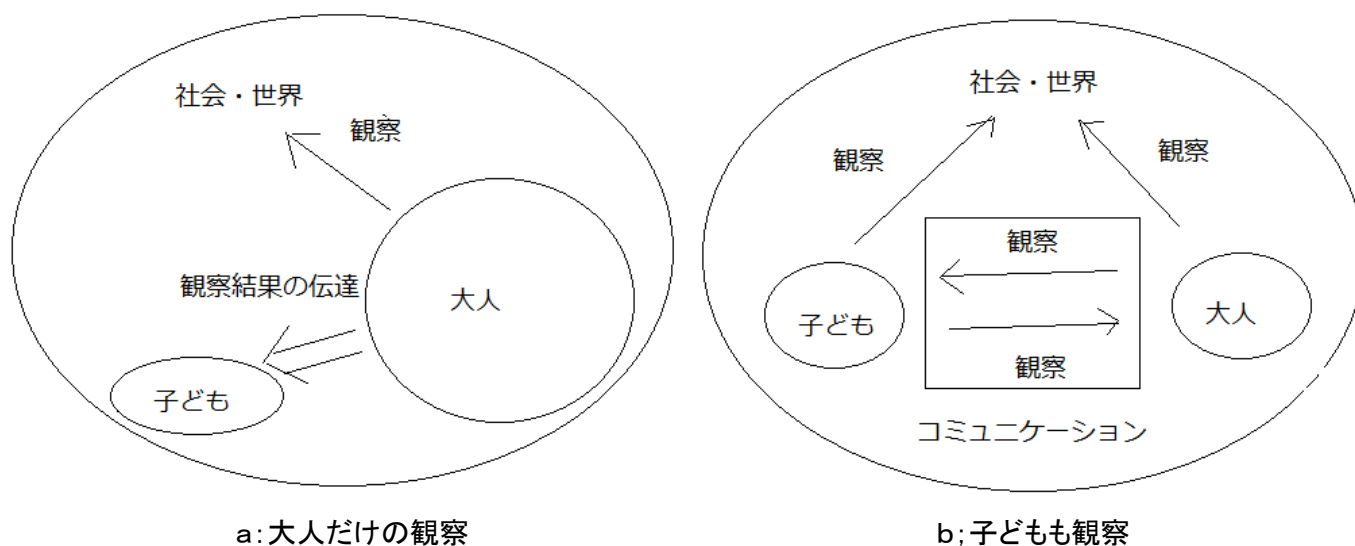 社会・世界
観察
観察結果の伝達
大人
子ども
a:大人だけの観察
社会・世界
観察
観察
観察
子ども
大人
観察
コミュニケーション
b;子どもも観察